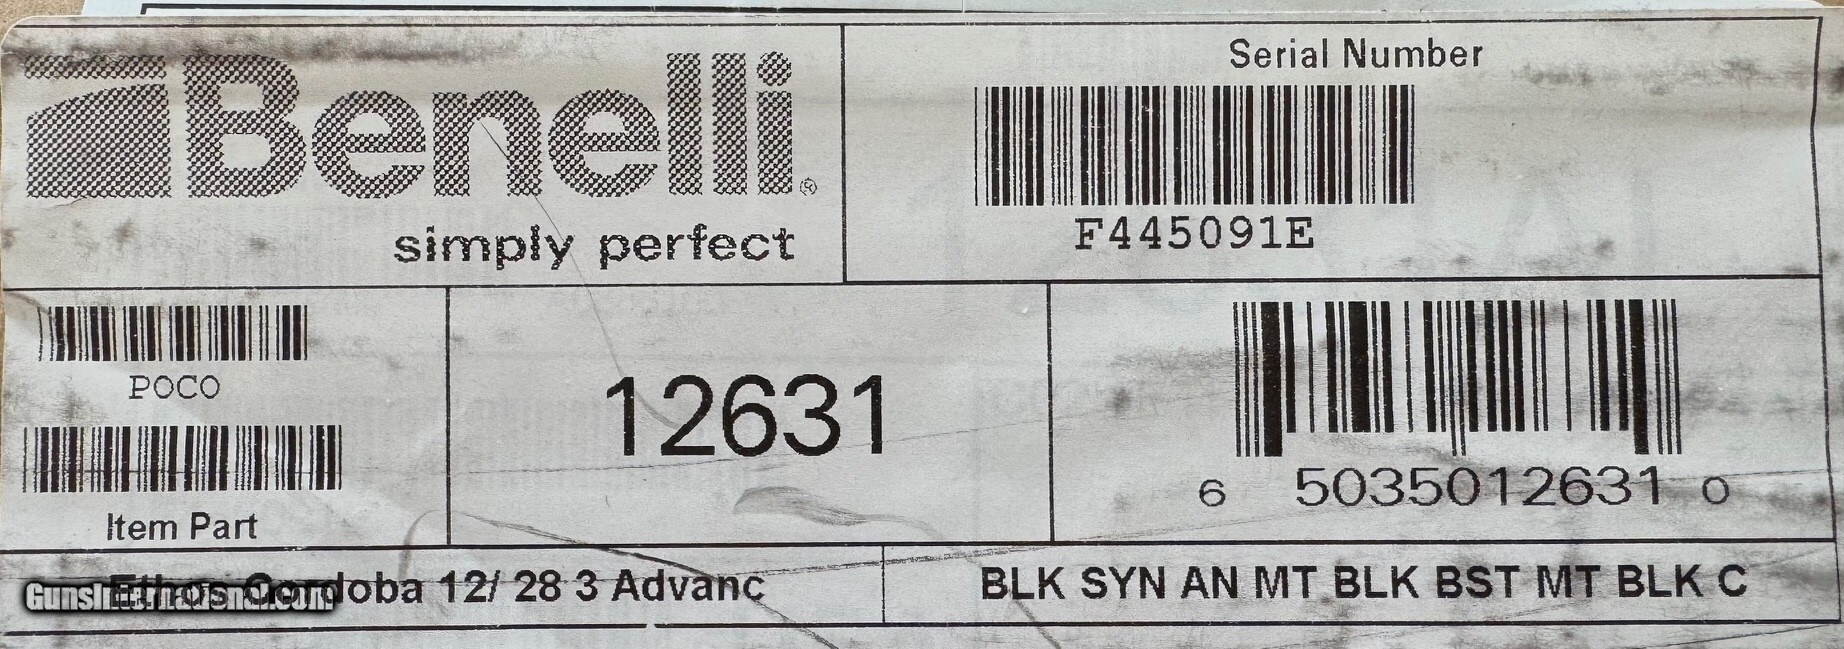 Benelli®
simply perfect
Serial Number
F445091E
POCO
Item Part
12631
6 5035012631 0
Ethos Cordoba 12/ 28 3 Advanc
BLK SYN AN MT BLK BST MT BLK C
GunsInternational.com